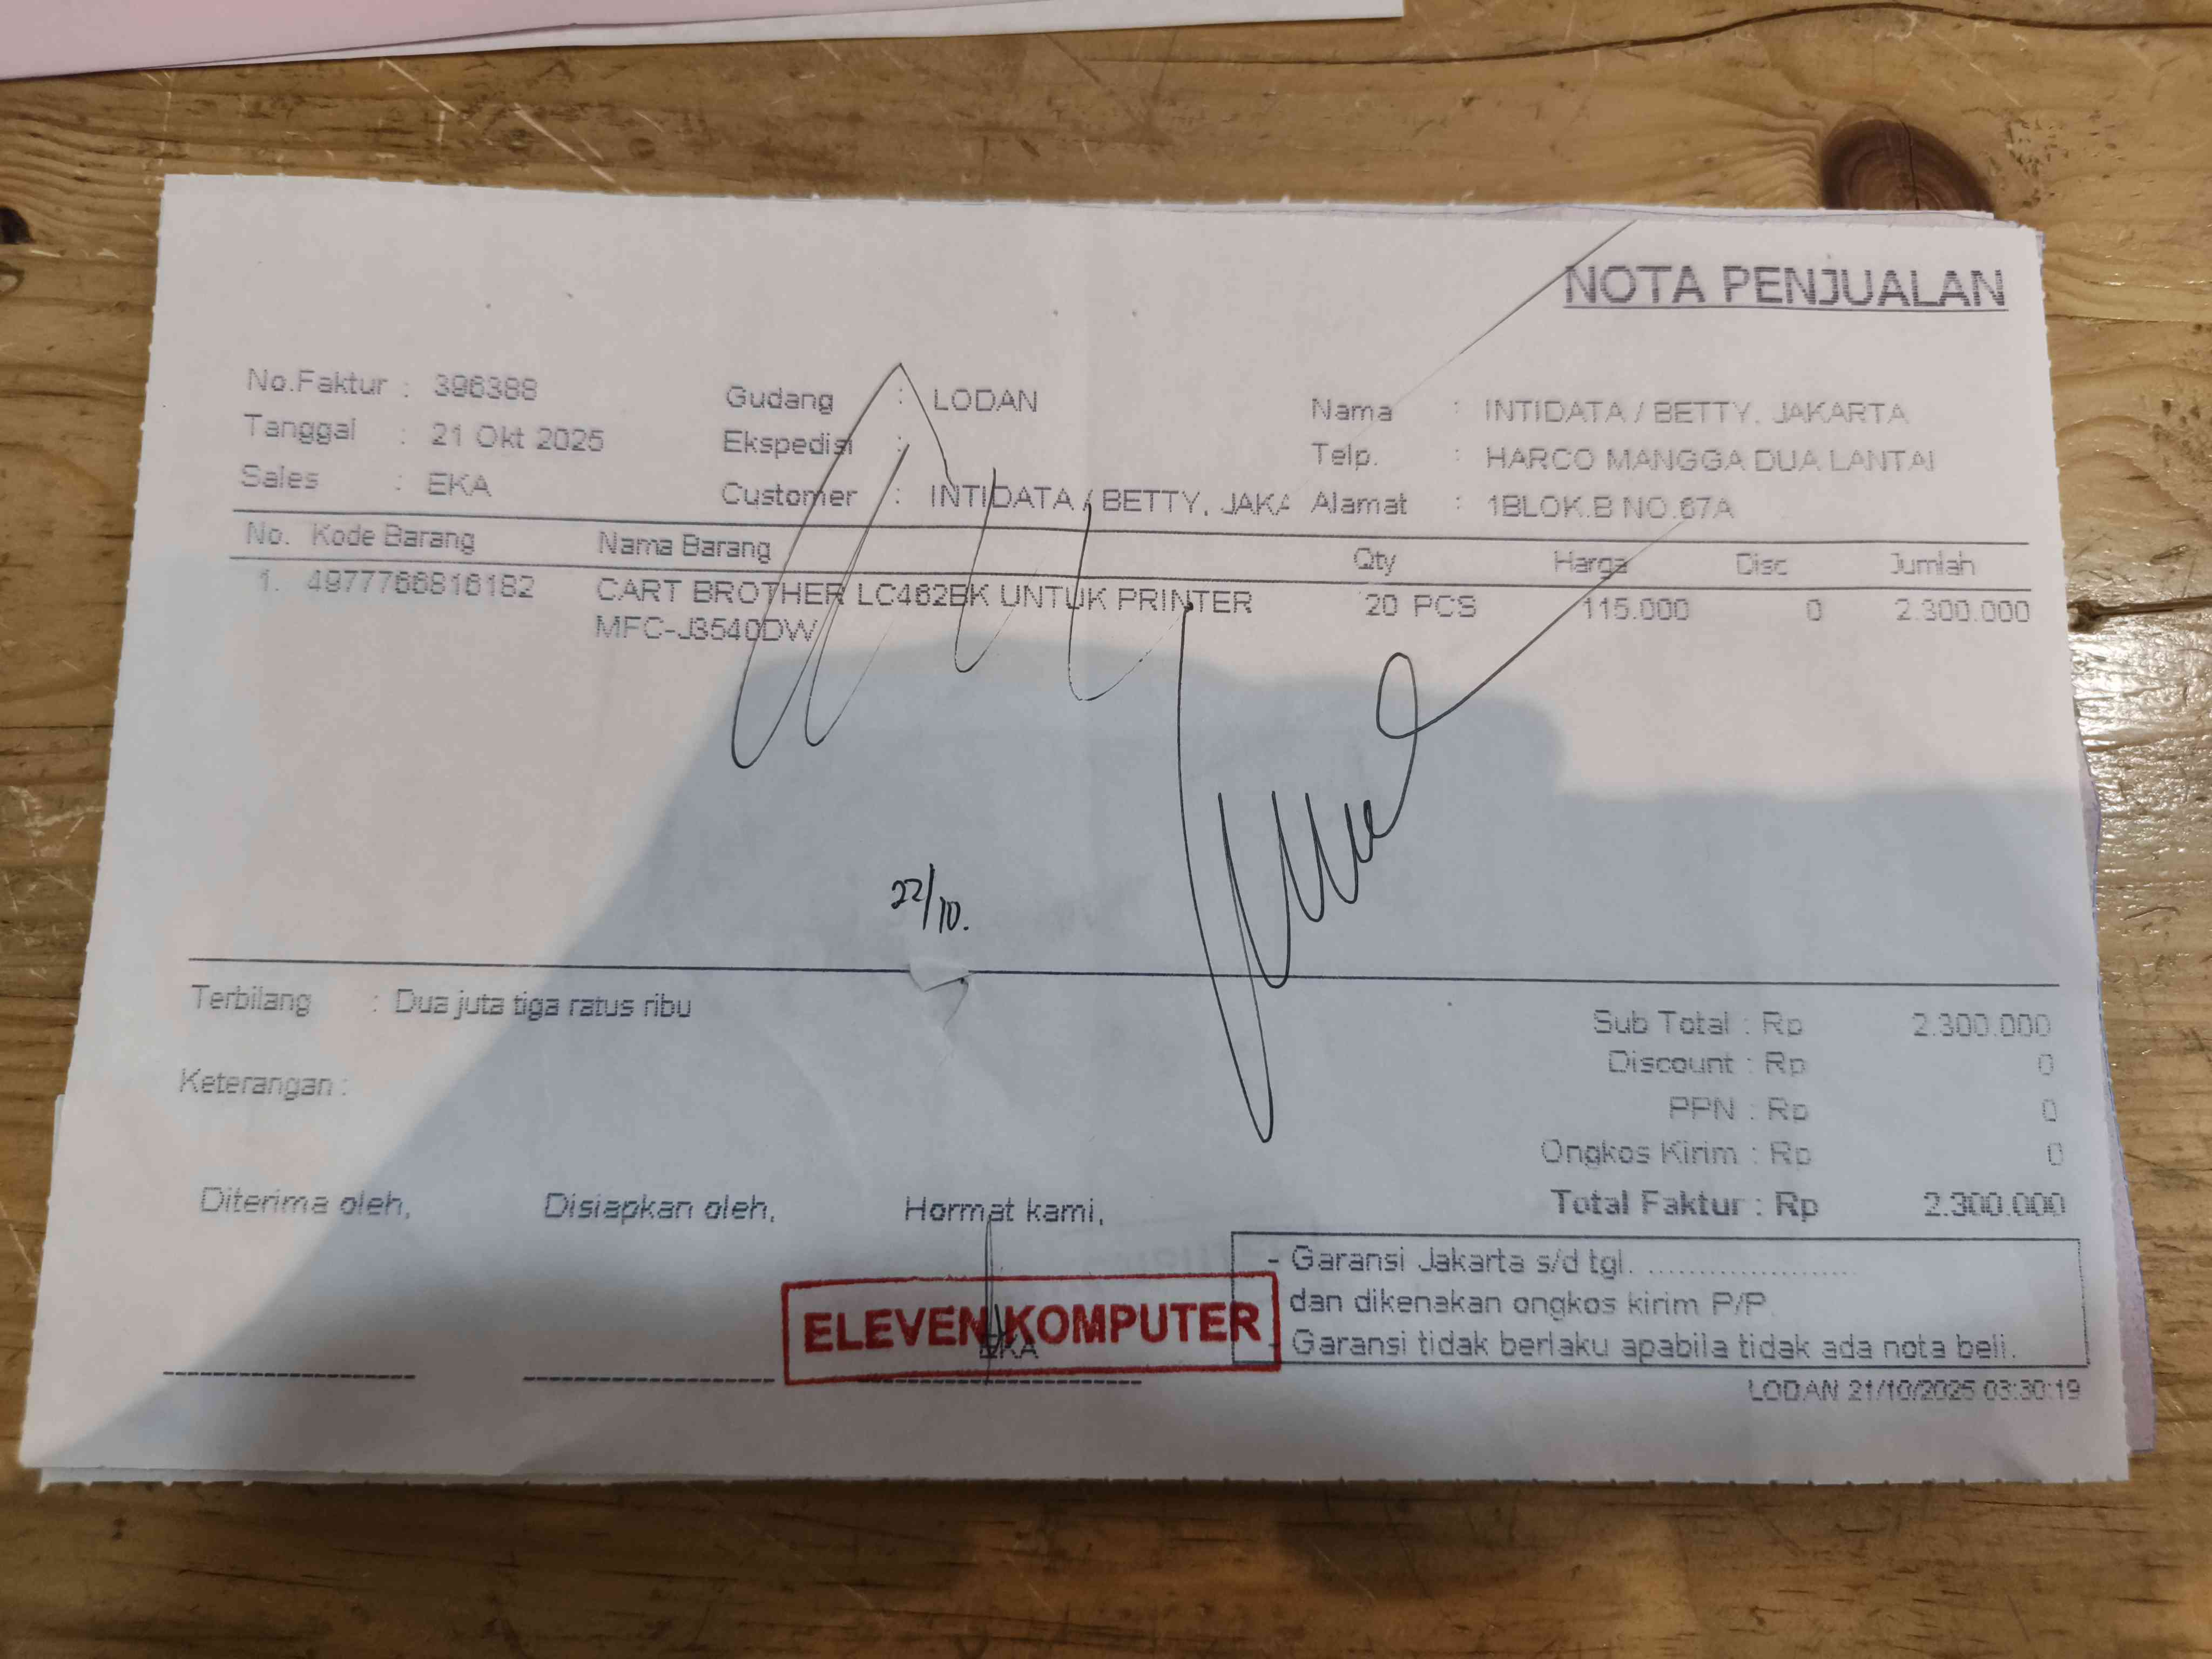 NOTA PENJUALAN
No.Faktur : 396388
Tanggal : 21 Okt 2025
Sales : EKA
Gudang : LODAN
Ekspedisi :
Customer : INTIDATA / BETTY, JAKA
Nama : INTIDATA / BETTY, JAKARTA
Telp. : HARCO MANGGA DUA LANTAI
Alamat : 1BLOK.B NO.67A
No. Kode Barang Nama Barang Qty Harga Disc Jumlah
1. 4977766816182 CART BROTHER LC462BK UNTUK PRINTER 20 PCS 115.000 0 2.300.000
MFC-J3540DW
22/10.
Terbilang : Dua juta tiga ratus ribu
Keterangan :
Sub Total : Rp 2.300.000
Discount : Rp 0
PPN : Rp 0
Ongkos Kirim : Rp 0
Total Faktur : Rp 2.300.000
Diterima oleh, Disiapkan oleh, Hormat kami,
ELEVEN KOMPUTER
EKA
- Garansi Jakarta s/d tgl. .....................
dan dikenakan ongkos kirim P/P.
- Garansi tidak berlaku apabila tidak ada nota beli.
LODAN 21/10/2025 03:30:19